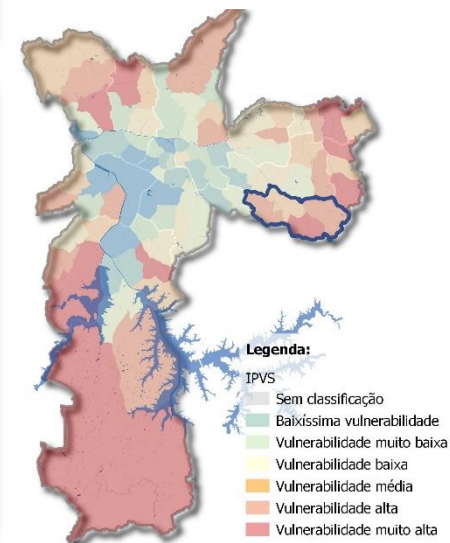 Legenda:
IPVS
Sem classificação
Baixíssima vulnerabilidade
Vulnerabilidade muito baixa
Vulnerabilidade baixa
Vulnerabilidade média
Vulnerabilidade alta
Vulnerabilidade muito alta